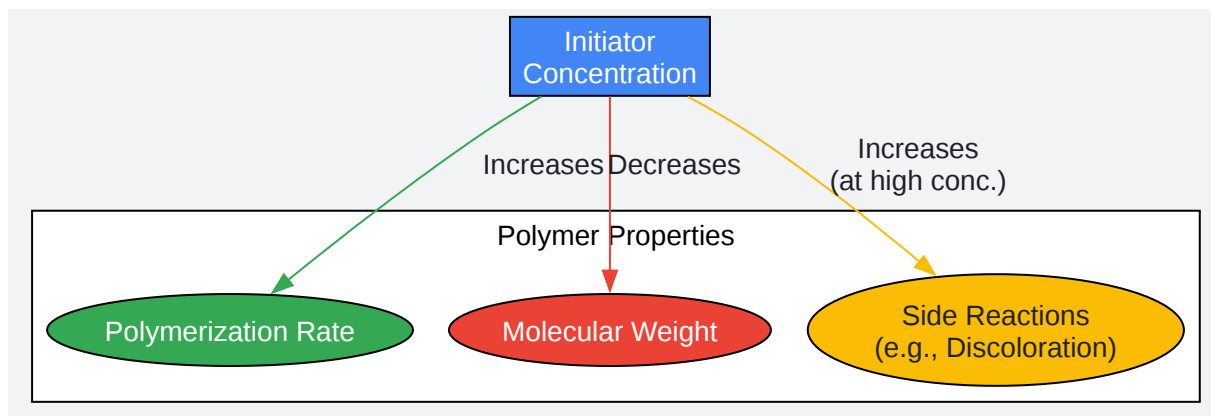 Initiator
Concentration
Increases
Decreases
Increases
(at high conc.)
Polymer Properties
Polymerization Rate
Molecular Weight
Side Reactions
(e.g., Discoloration)